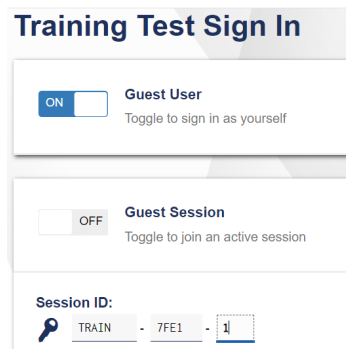 Training Test Sign In
ON
Guest User
Toggle to sign in as yourself
OFF
Guest Session
Toggle to join an active session
Session ID:
TRAIN - 7FE1 - 1